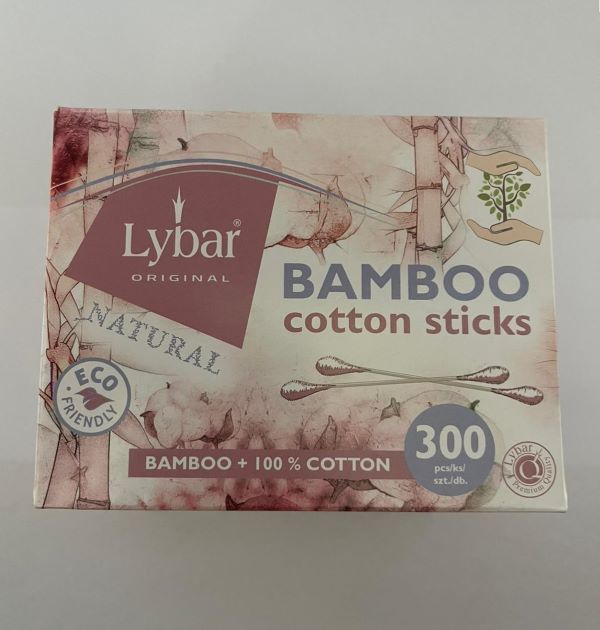 Lybar®
ORIGINAL
NATURAL
ECO
FRIENDLY
BAMBOO
cotton sticks
BAMBOO + 100 % COTTON
300
pcs/ks/
szt./db.
Lybar
Premium Quality